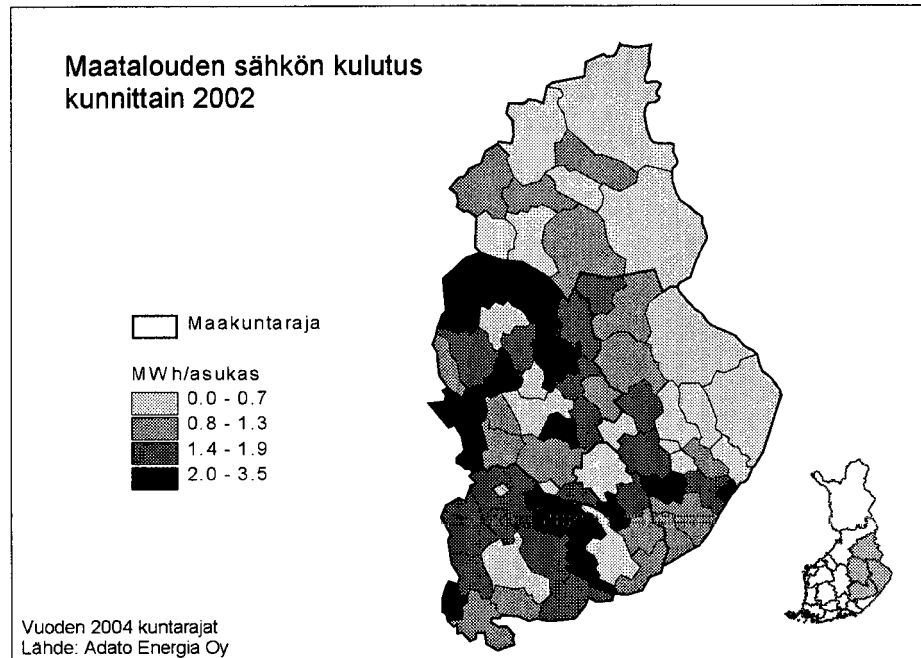 Maatalouden sähkön kulutus
kunnittain 2002
Maakuntaraja
MWh/asukas
0.0 - 0.7
0.8 - 1.3
1.4 - 1.9
2.0 - 3.5
Vuoden 2004 kuntarajat
Lähde: Adato Energia Oy